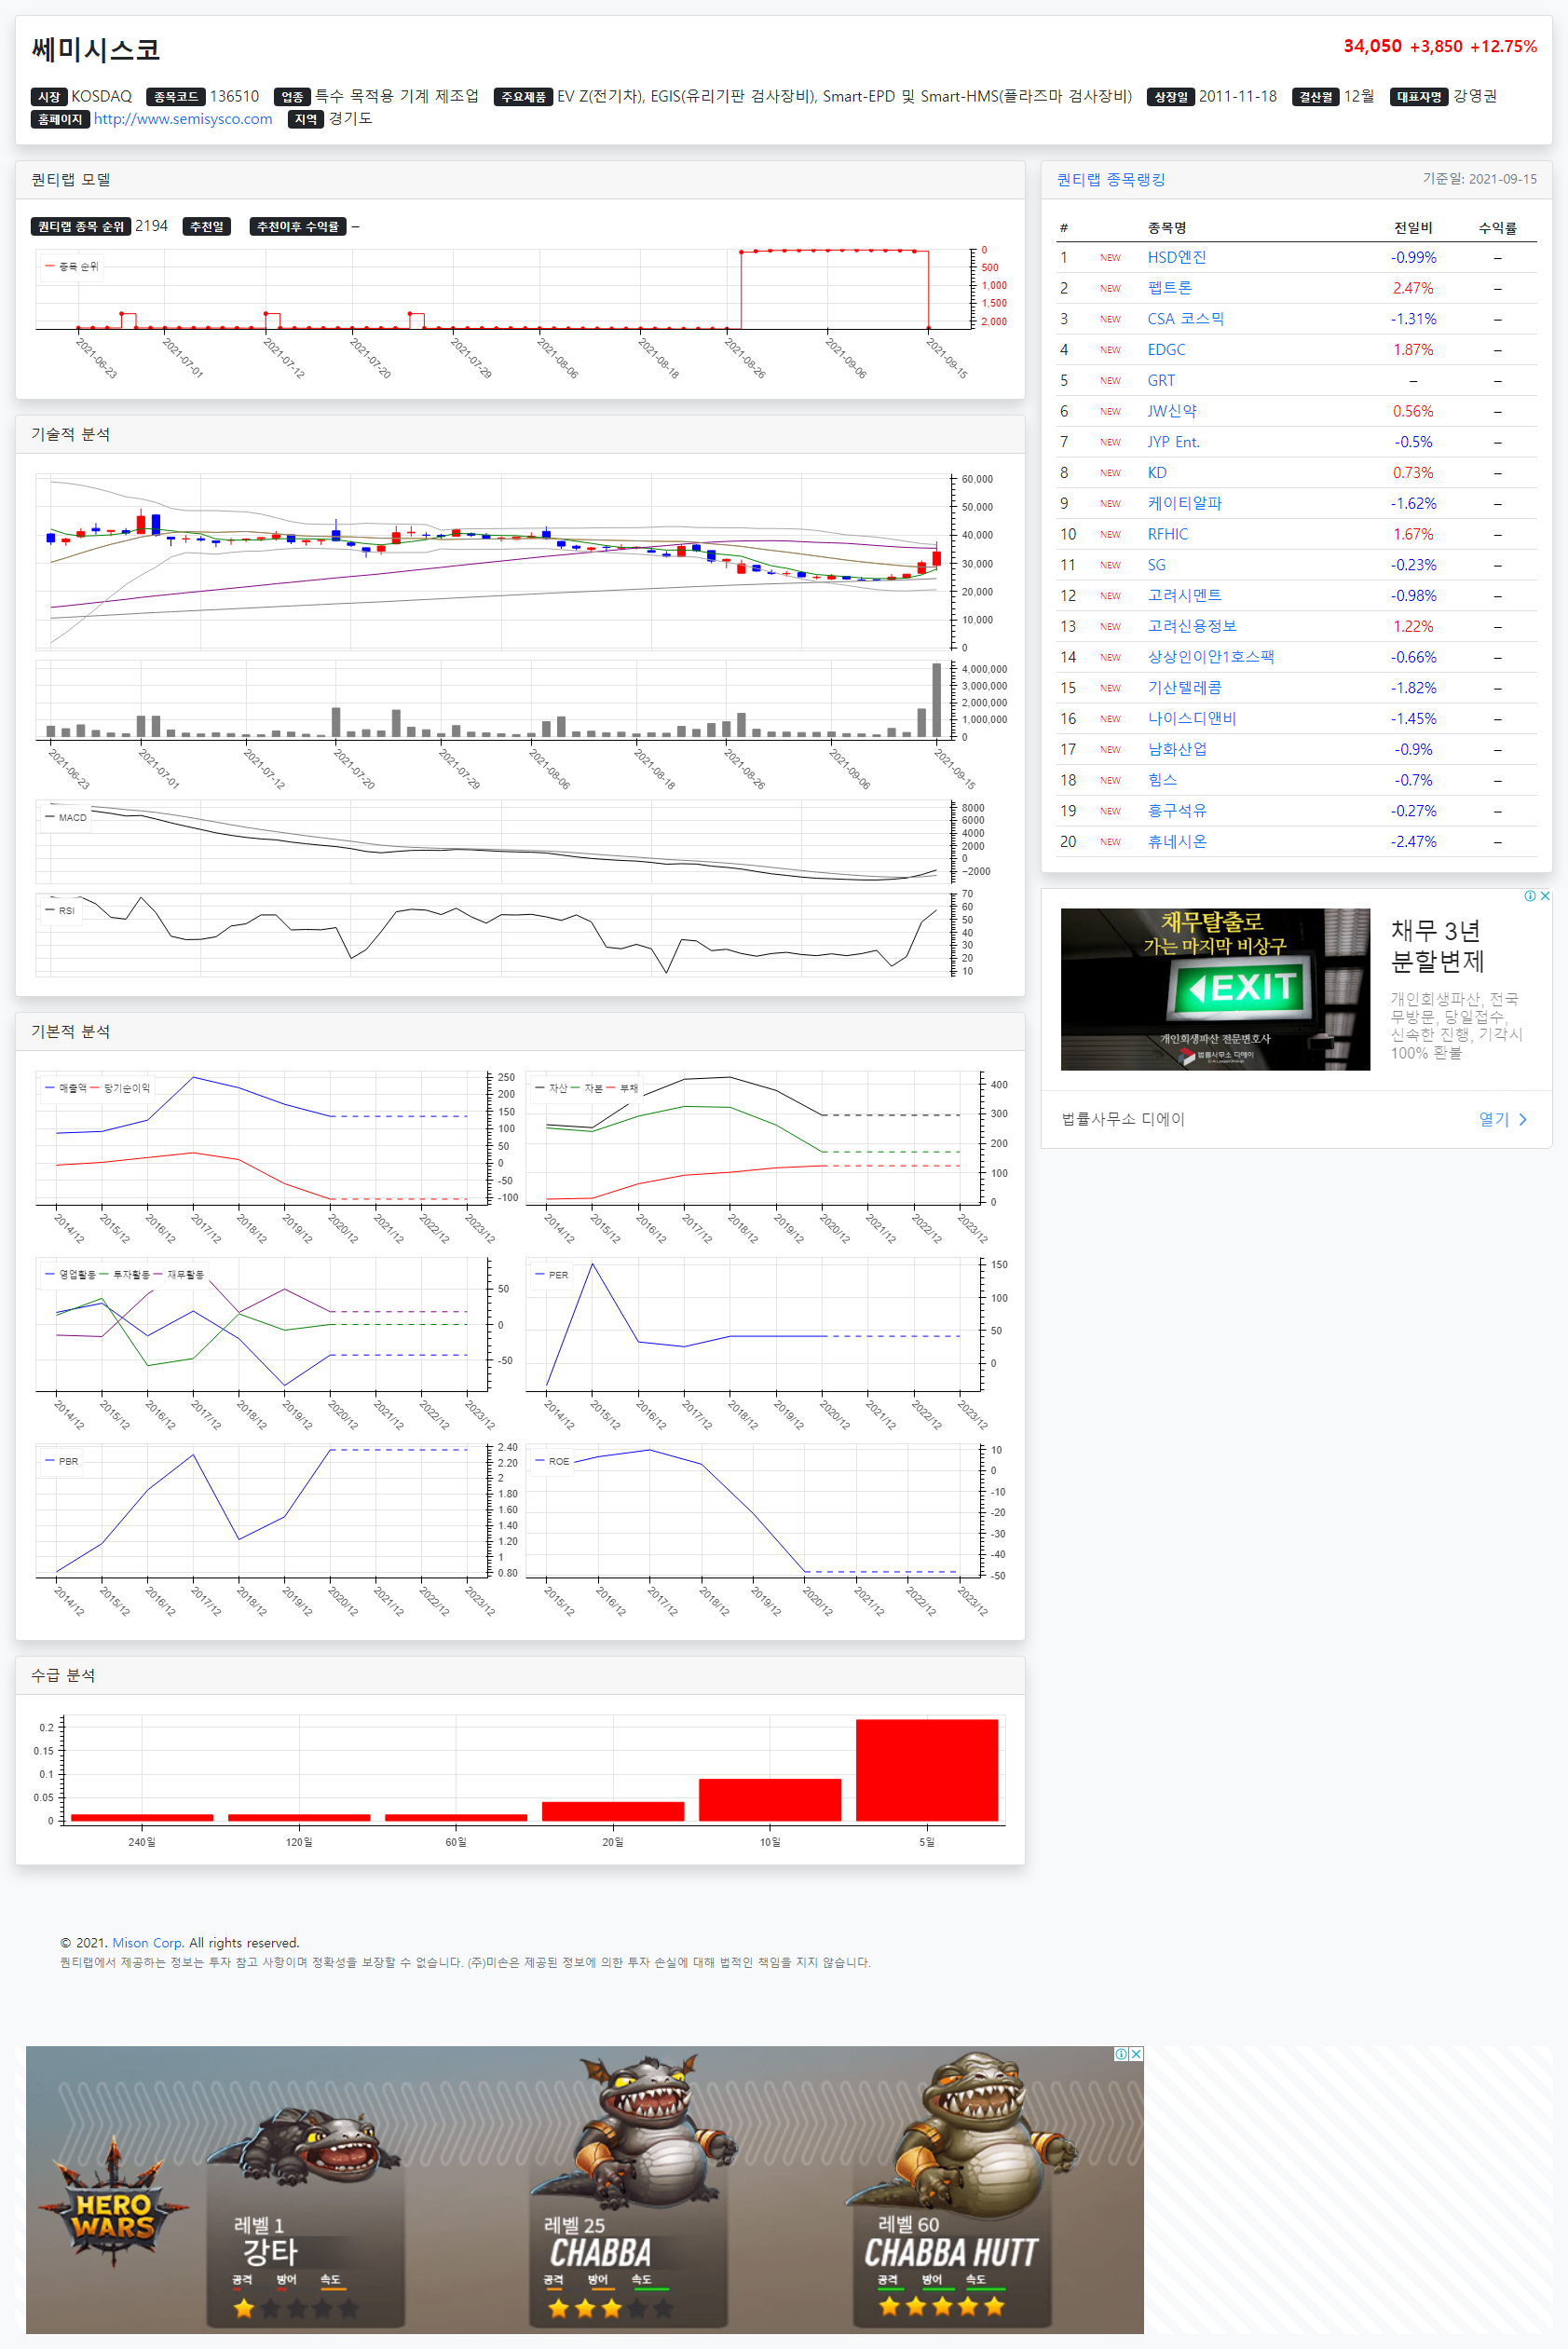 쎄미시스코
34,050 +3,850 +12.75%
시장 KOSDAQ 종목코드 136510 업종 특수 목적용 기계 제조업 주요제품 EV Z(전기차), EGIS(유리기판 검사장비), Smart-EPD 및 Smart-HMS(플라즈마 검사장비) 상장일 2011-11-18 결산월 12월 대표자명 강영권
홈페이지 http://www.semisysco.com 지역 경기도
퀀티랩 모델
퀀티랩 종목 순위 2194 추천일 추천이후 수익률 –
종목 순위
0
500
1,000
1,500
2,000
2021-06-23 2021-07-01 2021-07-12 2021-07-20 2021-07-29 2021-08-06 2021-08-18 2021-08-26 2021-09-06 2021-09-15
기술적 분석
60,000
50,000
40,000
30,000
20,000
10,000
0
4,000,000
3,000,000
2,000,000
1,000,000
0
2021-06-23 2021-07-01 2021-07-12 2021-07-20 2021-07-29 2021-08-06 2021-08-18 2021-08-26 2021-09-06 2021-09-15
MACD
8000
6000
4000
2000
0
−2000
RSI
70
60
50
40
30
20
10
기본적 분석
매출액 당기순이익
250
200
150
100
50
0
-50
-100
2014/12 2015/12 2016/12 2017/12 2018/12 2019/12 2020/12 2021/12 2022/12 2023/12
자산 자본 부채
400
300
200
100
0
2014/12 2015/12 2016/12 2017/12 2018/12 2019/12 2020/12 2021/12 2022/12 2023/12
영업활동 투자활동 재무활동
50
0
-50
2014/12 2015/12 2016/12 2017/12 2018/12 2019/12 2020/12 2021/12 2022/12 2023/12
PER
150
100
50
0
2014/12 2015/12 2016/12 2017/12 2018/12 2019/12 2020/12 2021/12 2022/12 2023/12
PBR
2.40
2.20
2
1.80
1.60
1.40
1.20
1
0.80
2014/12 2015/12 2016/12 2017/12 2018/12 2019/12 2020/12 2021/12 2022/12 2023/12
ROE
10
0
-10
-20
-30
-40
-50
2015/12 2016/12 2017/12 2018/12 2019/12 2020/12 2021/12 2022/12 2023/12
수급 분석
0.2
0.15
0.1
0.05
0
240일 120일 60일 20일 10일 5일
퀀티랩 종목랭킹 기준일: 2021-09-15
# 종목명 전일비 수익률
1 NEW HSD엔진 -0.99% –
2 NEW 펩트론 2.47% –
3 NEW CSA 코스믹 -1.31% –
4 NEW EDGC 1.87% –
5 NEW GRT – –
6 NEW JW신약 0.56% –
7 NEW JYP Ent. -0.5% –
8 NEW KD 0.73% –
9 NEW 케이티알파 -1.62% –
10 NEW RFHIC 1.67% –
11 NEW SG -0.23% –
12 NEW 고려시멘트 -0.98% –
13 NEW 고려신용정보 1.22% –
14 NEW 상상인이안1호스팩 -0.66% –
15 NEW 기산텔레콤 -1.82% –
16 NEW 나이스디앤비 -1.45% –
17 NEW 남화산업 -0.9% –
18 NEW 힘스 -0.7% –
19 NEW 흥구석유 -0.27% –
20 NEW 휴네시온 -2.47% –
채무탈출로
가는 마지막 비상구
EXIT
개인회생파산 전문변호사
법률사무소 디에이
채무 3년
분할변제
개인회생파산, 전국
무방문, 당일접수,
신속한 진행, 기각시
100% 환불
법률사무소 디에이 열기
© 2021. Mison Corp. All rights reserved.
퀀티랩에서 제공하는 정보는 투자 참고 사항이며 정확성을 보장할 수 없습니다. (주)미손은 제공된 정보에 의한 투자 손실에 대해 법적인 책임을 지지 않습니다.
HERO
WARS
레벨 1
강타
공격 방어 속도
레벨 25
CHABBA
공격 방어 속도
레벨 60
CHABBA HUTT
공격 방어 속도